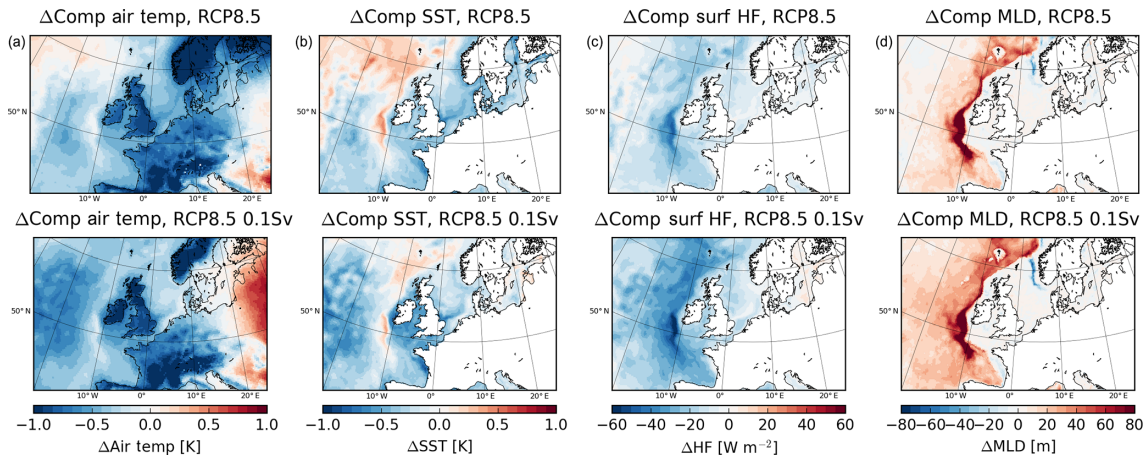 ΔComp air temp, RCP8.5
ΔComp SST, RCP8.5
ΔComp surf HF, RCP8.5
ΔComp MLD, RCP8.5
(a)
(b)
(c)
(d)
50°N
50°N
50°N
50°N
10°W 0° 10°E 20°E
10°W 0° 10°E 20°E
10°W 0° 10°E 20°E
10°W 0° 10°E 20°E
ΔComp air temp, RCP8.5 0.1Sv
ΔComp SST, RCP8.5 0.1Sv
ΔComp surf HF, RCP8.5 0.1Sv
ΔComp MLD, RCP8.5 0.1Sv
50°N
50°N
50°N
50°N
10°W 0° 10°E 20°E
10°W 0° 10°E 20°E
10°W 0° 10°E 20°E
10°W 0° 10°E 20°E
−1.0 −0.5 0.0 0.5 1.0
−1.0 −0.5 0.0 0.5 1.0
−60 −40 −20 0 20 40 60
−80 −60 −40 −20 0 20 40 60 80
ΔAir temp [K]
ΔSST [K]
ΔHF [W m⁻²]
ΔMLD [m]